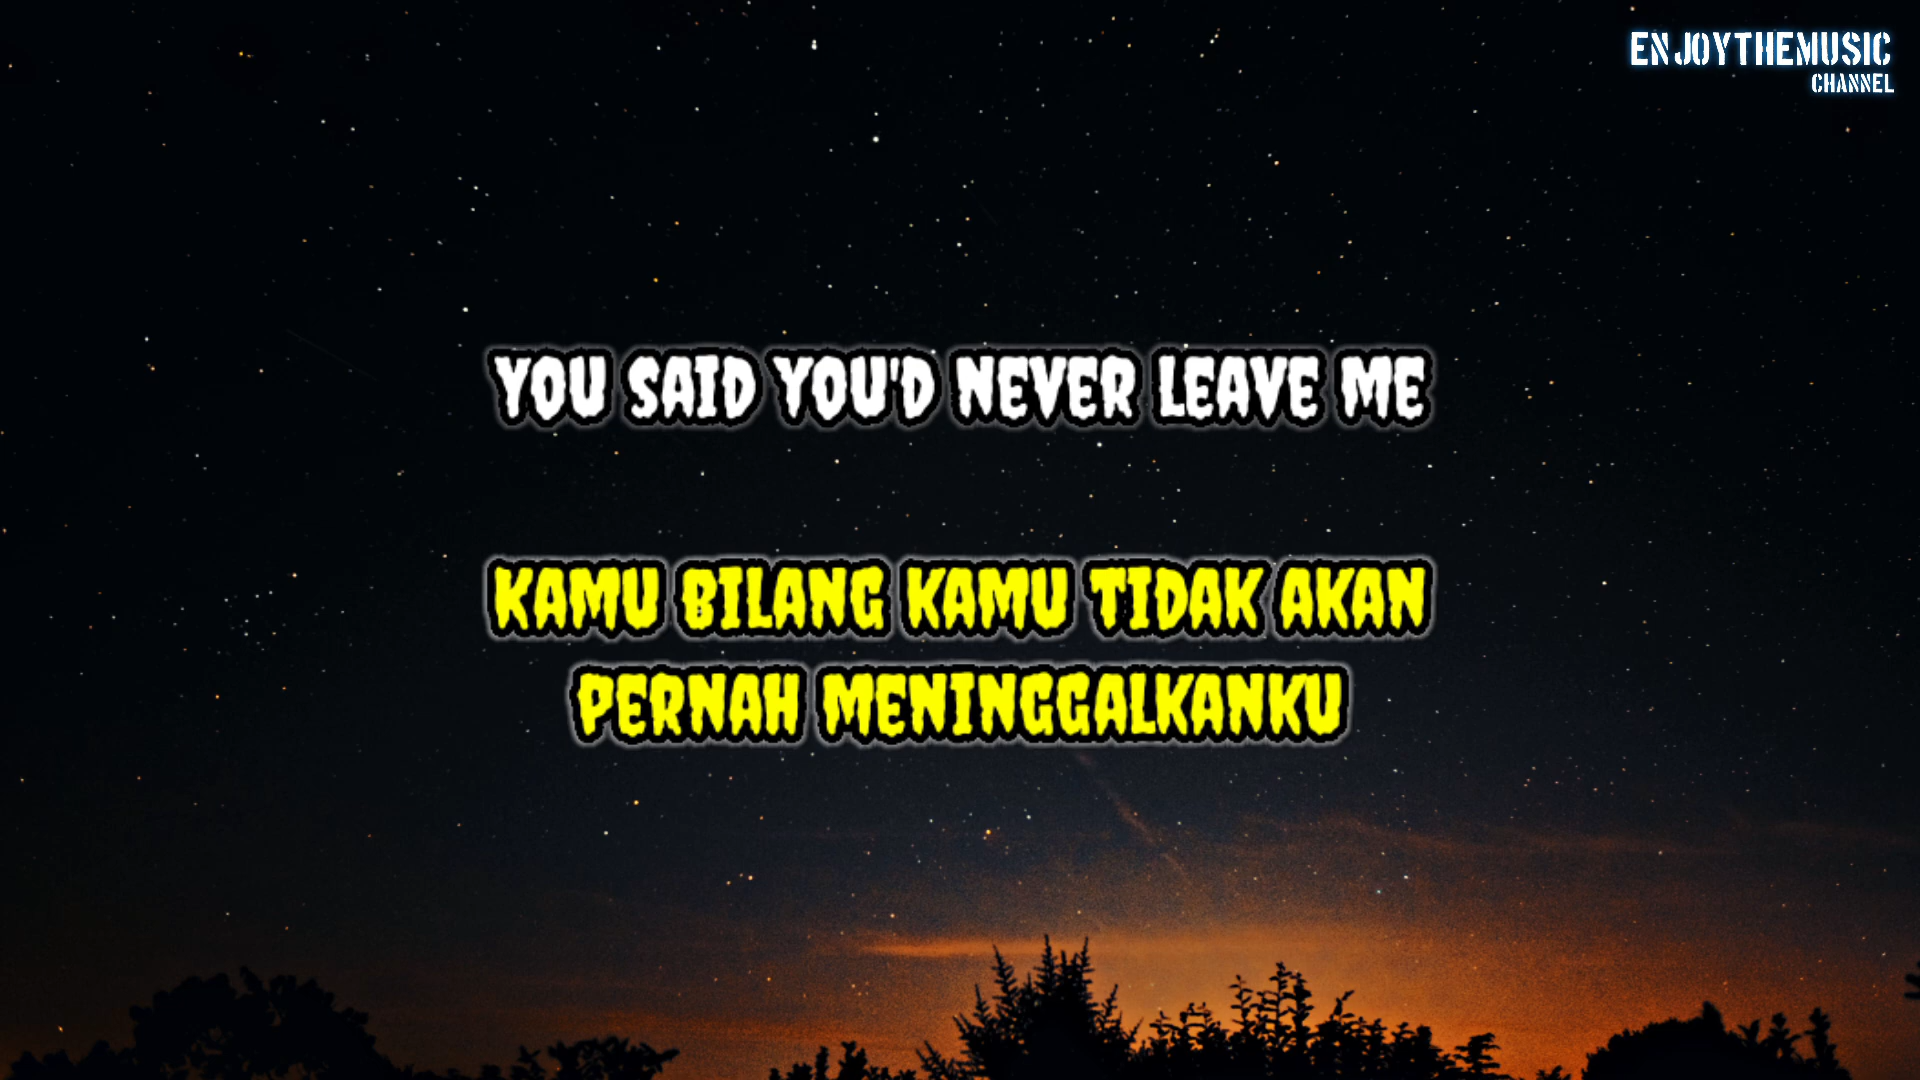 ENJOYTHEMUSIC
CHANNEL
YOU SAID YOU'D NEVER LEAVE ME
KAMU BILANG KAMU TIDAK AKAN
PERNAH MENINGGALKANKU